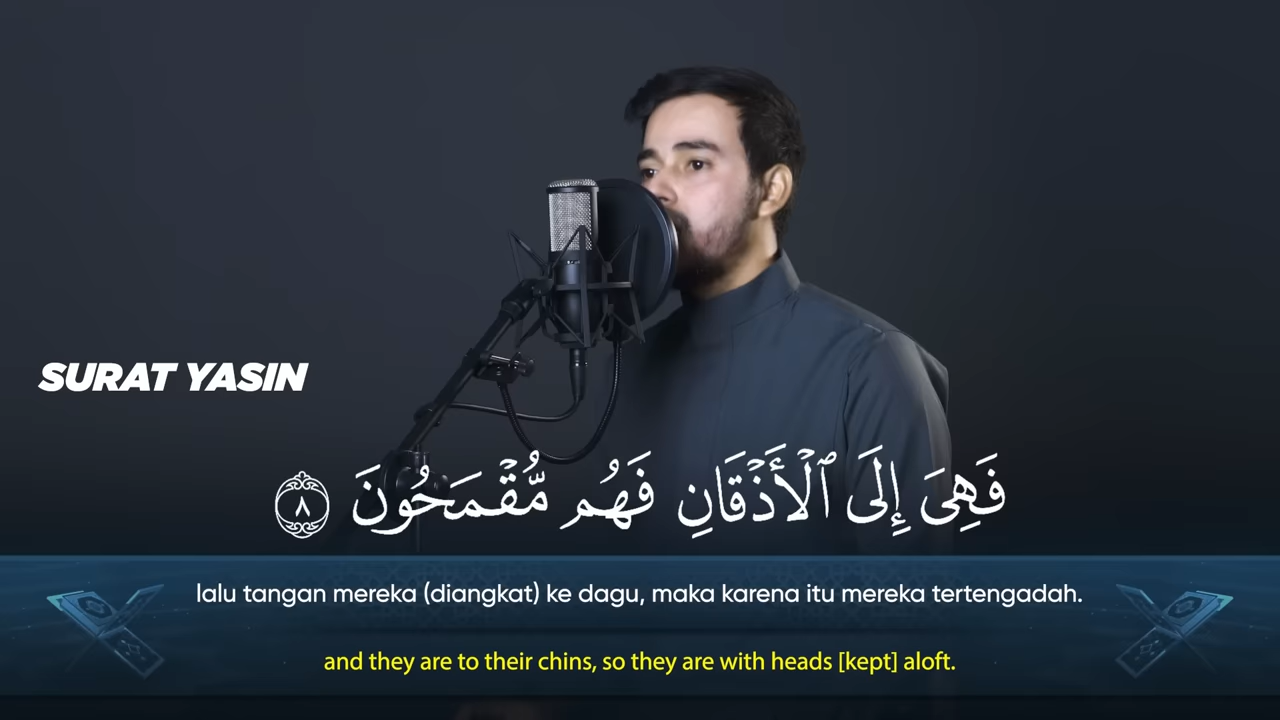 SURAT YASIN
فَهِىَ إِلَى ٱلْأَذْقَانِ فَهُم مُّقْمَحُونَ ٨
lalu tangan mereka (diangkat) ke dagu, maka karena itu mereka tertengadah.
and they are to their chins, so they are with heads [kept] aloft.